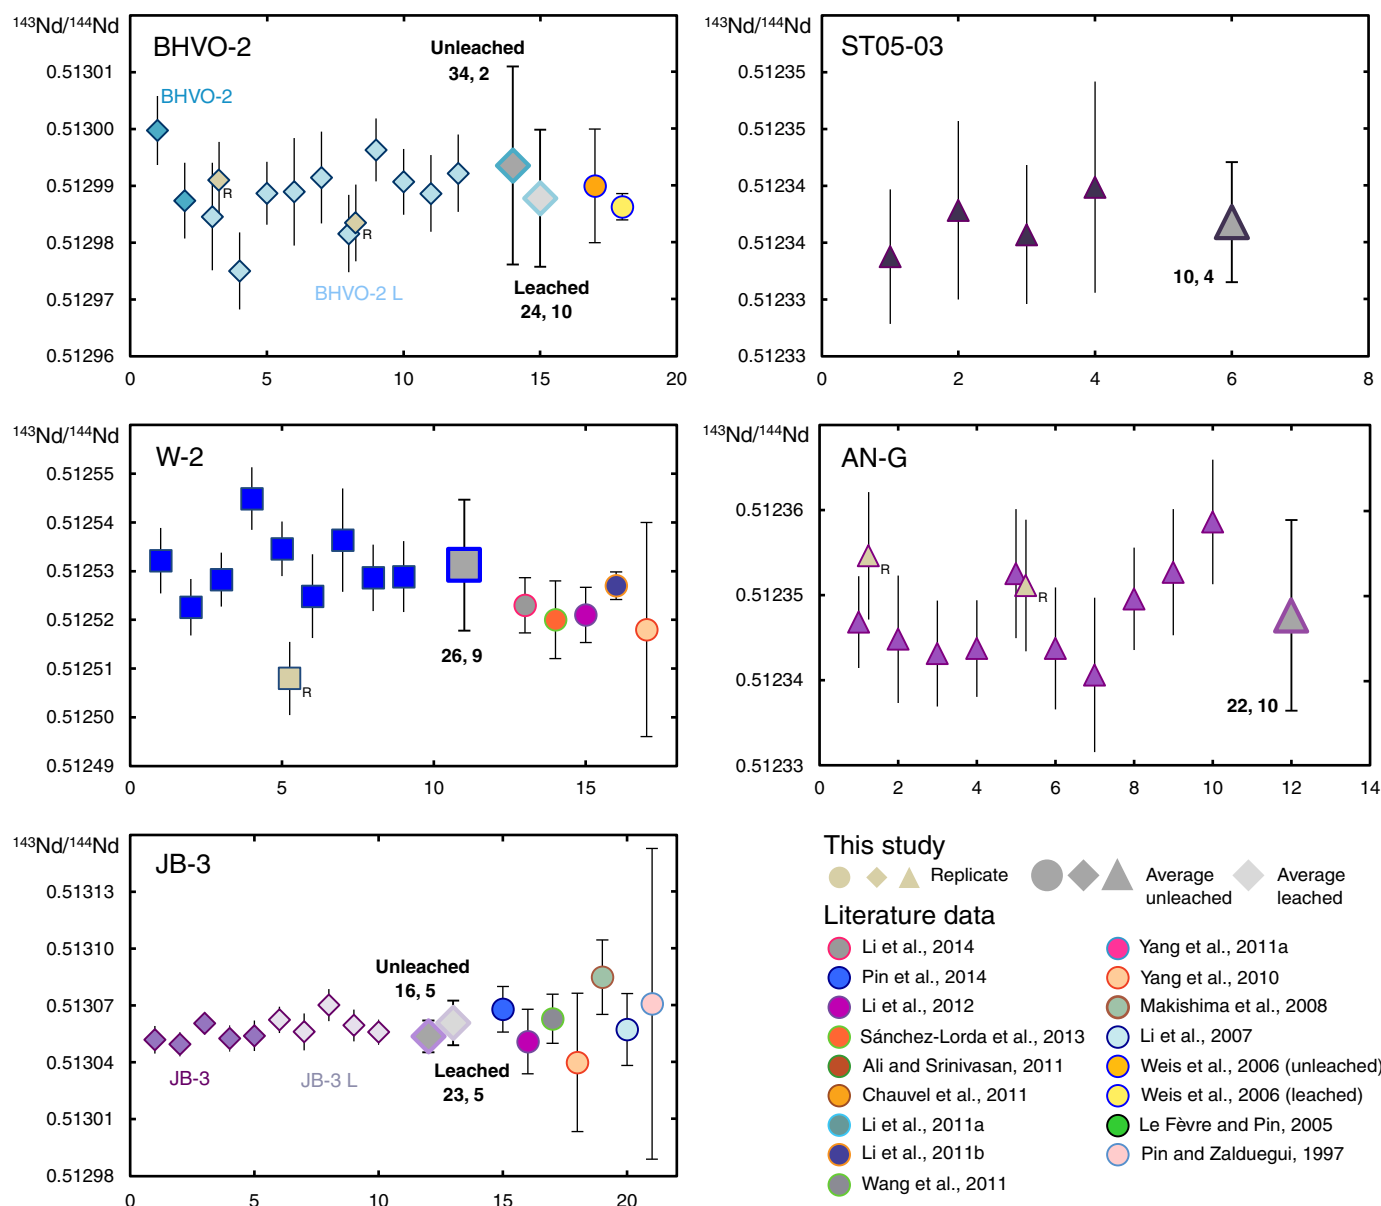 143Nd/144Nd
BHVO-2
0.51301
0.51300
0.51299
0.51298
0.51297
0.51296
BHVO-2
R
R
BHVO-2 L
Unleached
34, 2
Leached
24, 10
0 5 10 15 20
143Nd/144Nd
ST05-03
0.51235
0.51235
0.51234
0.51234
0.51233
0.51233
10, 4
0 2 4 6 8
143Nd/144Nd
W-2
0.51255
0.51254
0.51253
0.51252
0.51251
0.51250
0.51249
R
26, 9
0 5 10 15
143Nd/144Nd
AN-G
0.51236
0.51235
0.51234
0.51233
R
R
22, 10
0 2 4 6 8 10 12 14
143Nd/144Nd
JB-3
0.51313
0.51310
0.51307
0.51304
0.51301
0.51298
JB-3
JB-3 L
Unleached
16, 5
Leached
23, 5
0 5 10 15 20
This study
Replicate
Average
unleached
Average
leached
Literature data
Li et al., 2014
Pin et al., 2014
Li et al., 2012
Sánchez-Lorda et al., 2013
Ali and Srinivasan, 2011
Chauvel et al., 2011
Li et al., 2011a
Li et al., 2011b
Wang et al., 2011
Yang et al., 2011a
Yang et al., 2010
Makishima et al., 2008
Li et al., 2007
Weis et al., 2006 (unleached)
Weis et al., 2006 (leached)
Le Fèvre and Pin, 2005
Pin and Zalduegui, 1997